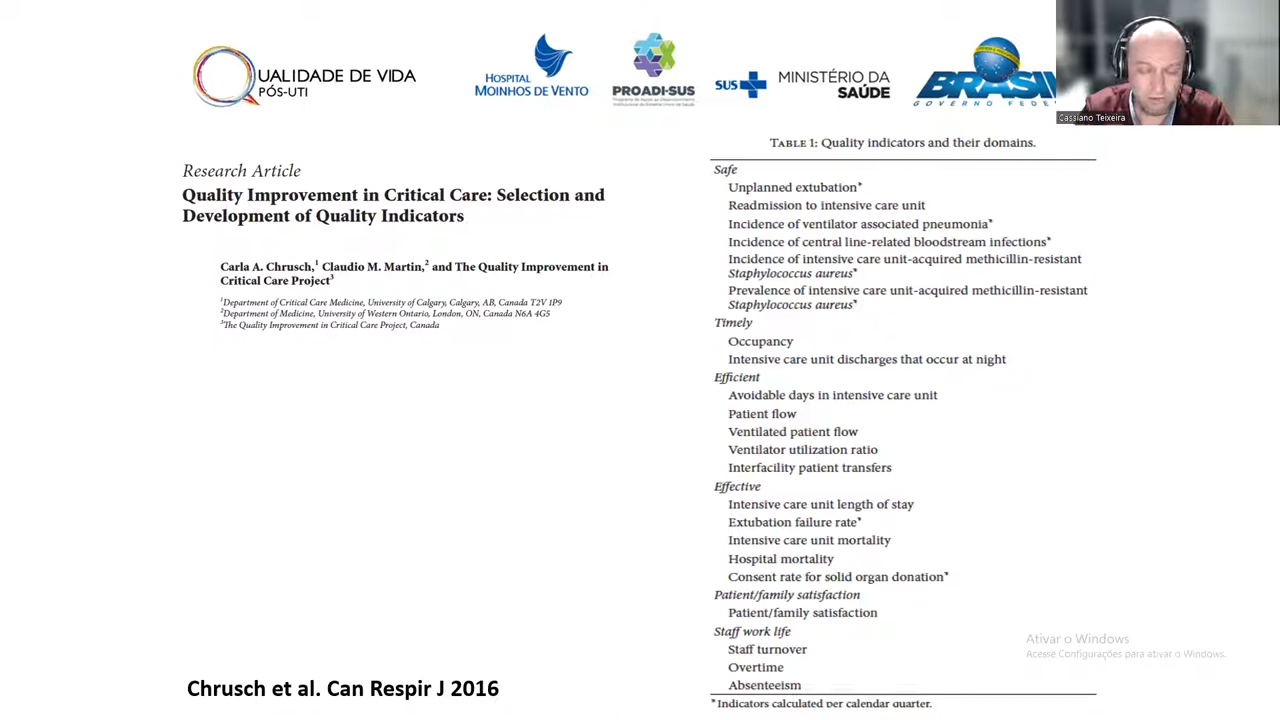 QUALIDADE DE VIDA
PÓS-UTI
HOSPITAL
MOINHOS DE VENTO
PROADI-SUS
SUS
MINISTÉRIO DA
SAÚDE
BRASI
GOVERNO FEDE
Cassiano Teixeira
Research Article
Quality Improvement in Critical Care: Selection and
Development of Quality Indicators
Carla A. Chrusch,1 Claudio M. Martin,2 and The Quality Improvement in
Critical Care Project3
1Department of Critical Care Medicine, University of Calgary, Calgary, AB, Canada T2V 1P9
2Department of Medicine, University of Western Ontario, London, ON, Canada N6A 4G5
3The Quality Improvement in Critical Care Project, Canada
Chrusch et al. Can Respir J 2016
TABLE 1: Quality indicators and their domains.
Safe
Unplanned extubation*
Readmission to intensive care unit
Incidence of ventilator associated pneumonia*
Incidence of central line-related bloodstream infections*
Incidence of intensive care unit-acquired methicillin-resistant
Staphylococcus aureus*
Prevalence of intensive care unit-acquired methicillin-resistant
Staphylococcus aureus*
Timely
Occupancy
Intensive care unit discharges that occur at night
Efficient
Avoidable days in intensive care unit
Patient flow
Ventilated patient flow
Ventilator utilization ratio
Interfacility patient transfers
Effective
Intensive care unit length of stay
Extubation failure rate*
Intensive care unit mortality
Hospital mortality
Consent rate for solid organ donation*
Patient/family satisfaction
Patient/family satisfaction
Staff work life
Staff turnover
Overtime
Absenteeism
*Indicators calculated per calendar quarter.
Ativar o Windows
Acesse Configurações para ativar o Windows.